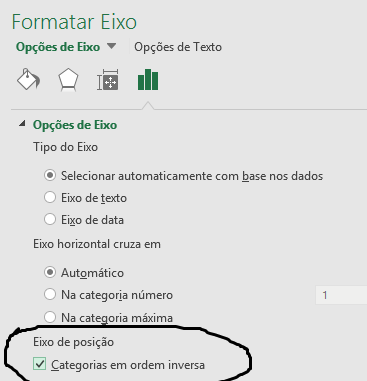 Formatar Eixo
Opções de Eixo Opções de Texto
Opções de Eixo
Tipo do Eixo
Selecionar automaticamente com base nos dados
Eixo de texto
Eixo de data
Eixo horizontal cruza em
Automático
Na categoria número 1
Na categoria máxima
Eixo de posição
Categorias em ordem inversa